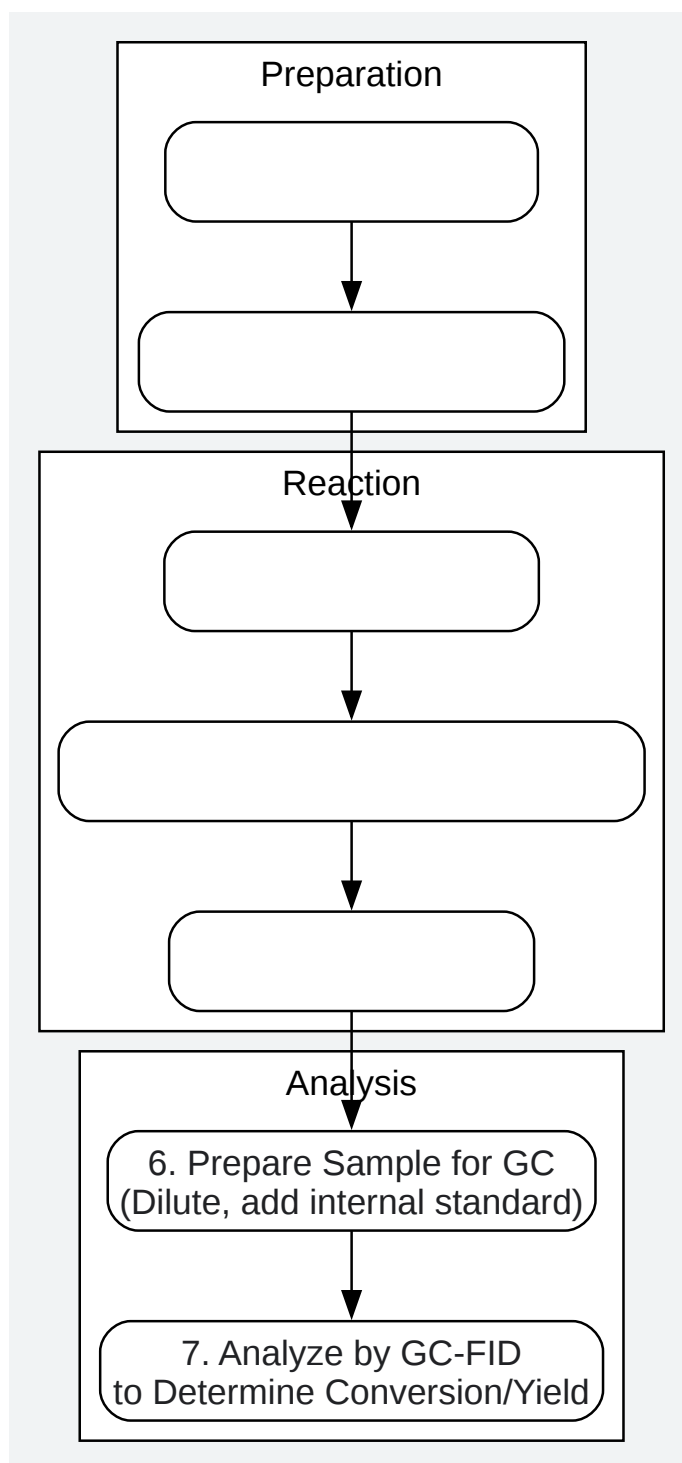 Preparation
Reaction
Analysis
6. Prepare Sample for GC
(Dilute, add internal standard)
7. Analyze by GC-FID
to Determine Conversion/Yield